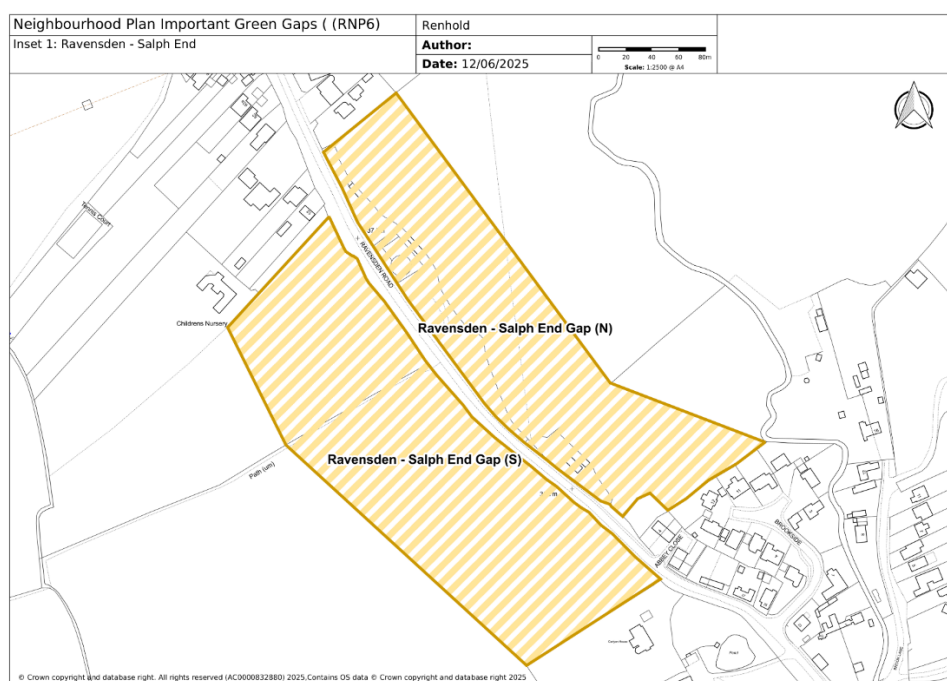 Neighbourhood Plan Important Green Gaps ( (RNP6)
Renhold
Inset 1: Ravensden - Salph End
Author:
Date: 12/06/2025
0 20 40 60 80m
Scale: 1:2500 @ A4
Tennis Court
37
RAVENSDEN ROAD
Childrens Nursery
Ravensden - Salph End Gap (N)
Ravensden - Salph End Gap (S)
Path (um)
ABBEY CLOSE
BROOKSIDE
Pond
© Crown copyright and database right. All rights reserved (AC0000832880) 2025.Contains OS data © Crown copyright and database right 2025